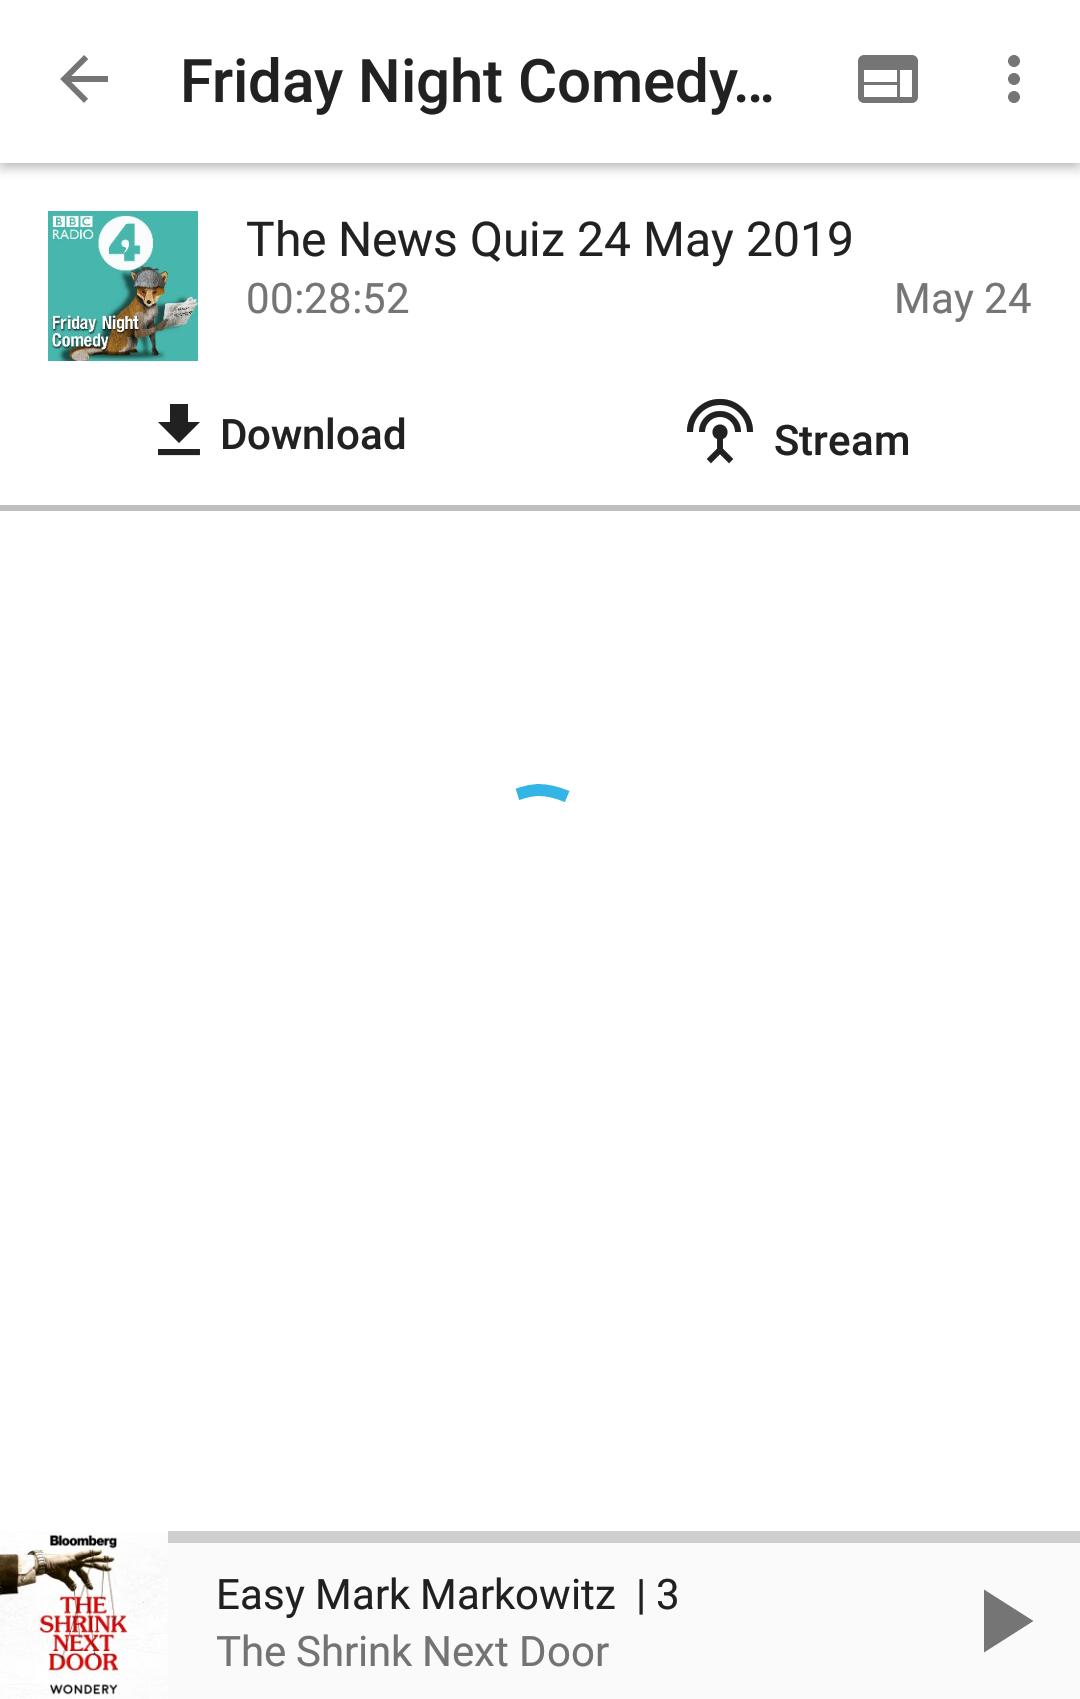 Friday Night Comedy...
BBC
RADIO
4
Friday Night
Comedy
The News Quiz 24 May 2019
00:28:52
May 24
Download
Stream
Bloomberg
THE
SHRINK
NEXT
DOOR
WONDERY
Easy Mark Markowitz | 3
The Shrink Next Door